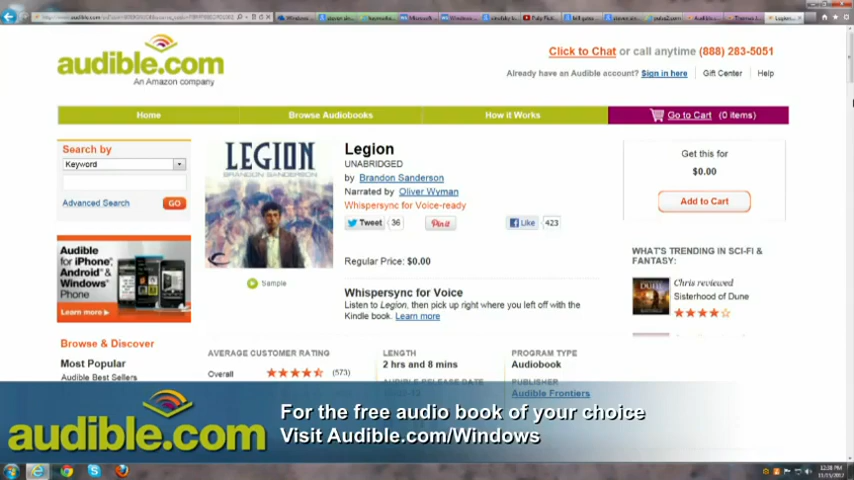 audible.com
An Amazon company
Click to Chat or call anytime (888) 283-5051
Already have an Audible account? Sign in here Gift Center Help
Home Browse Audiobooks How it Works Go to Cart (0 items)
Search by
Keyword
Advanced Search GO
Audible
for iPhone,
Android &
Windows
Phone
Learn more
Browse & Discover
Most Popular
Audible Best Sellers
LEGION
BRANDON SANDERSON
Sample
Legion
UNABRIDGED
by Brandon Sanderson
Narrated by Oliver Wyman
Whispersync for Voice-ready
Tweet 36 Pin it Like 423
Regular Price: $0.00
Whispersync for Voice
Listen to Legion, then pick up right where you left off with the
Kindle book. Learn more
Get this for
$0.00
Add to Cart
WHAT'S TRENDING IN SCI-FI &
FANTASY:
DUNE
Chris reviewed
Sisterhood of Dune
AVERAGE CUSTOMER RATING
Overall (573)
LENGTH
2 hrs and 8 mins
AUDIBLE RELEASE DATE
PROGRAM TYPE
Audiobook
PUBLISHER
Audible Frontiers
audible.com
For the free audio book of your choice
Visit Audible.com/Windows